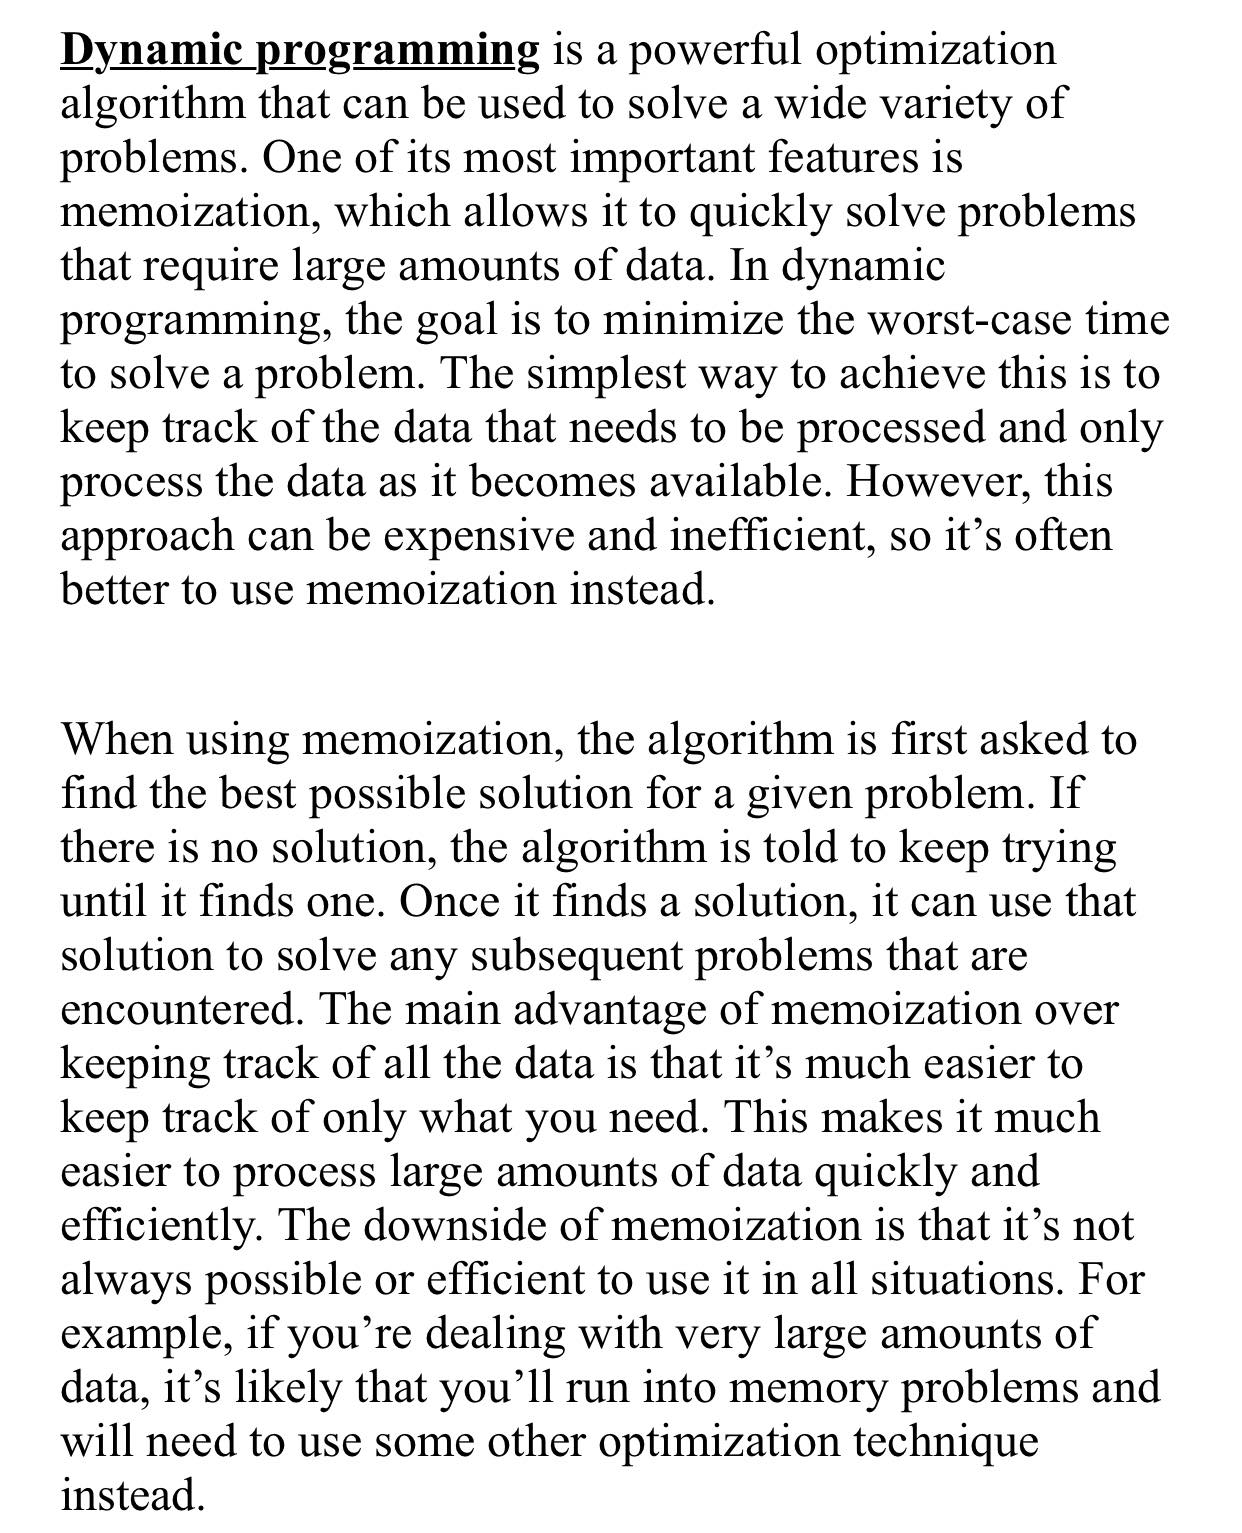 Dynamic programming is a powerful optimization
algorithm that can be used to solve a wide variety of
problems. One of its most important features is
memoization, which allows it to quickly solve problems
that require large amounts of data. In dynamic
programming, the goal is to minimize the worst-case time
to solve a problem. The simplest way to achieve this is to
keep track of the data that needs to be processed and only
process the data as it becomes available. However, this
approach can be expensive and inefficient, so it’s often
better to use memoization instead.
When using memoization, the algorithm is first asked to
find the best possible solution for a given problem. If
there is no solution, the algorithm is told to keep trying
until it finds one. Once it finds a solution, it can use that
solution to solve any subsequent problems that are
encountered. The main advantage of memoization over
keeping track of all the data is that it’s much easier to
keep track of only what you need. This makes it much
easier to process large amounts of data quickly and
efficiently. The downside of memoization is that it’s not
always possible or efficient to use it in all situations. For
example, if you’re dealing with very large amounts of
data, it’s likely that you’ll run into memory problems and
will need to use some other optimization technique
instead.